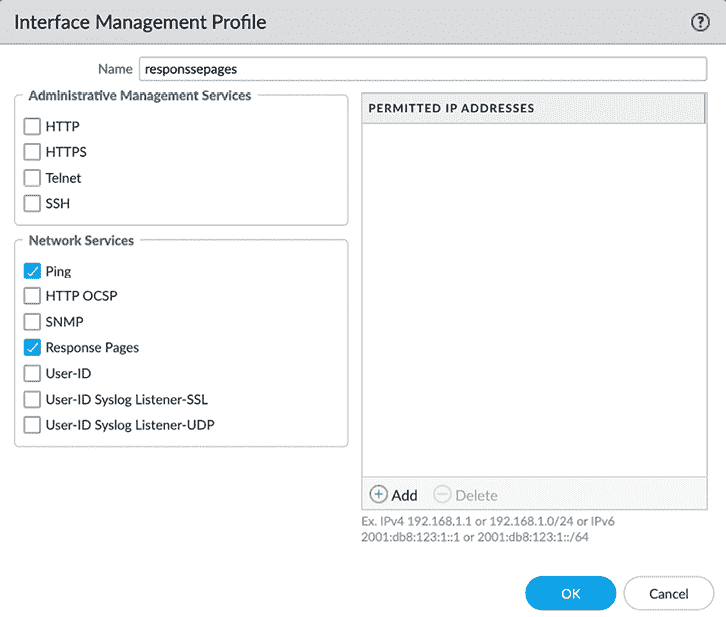 Interface Management Profile
?
Name responssepages
Administrative Management Services
HTTP
HTTPS
Telnet
SSH
Network Services
Ping
HTTP OCSP
SNMP
Response Pages
User-ID
User-ID Syslog Listener-SSL
User-ID Syslog Listener-UDP
PERMITTED IP ADDRESSES
Add Delete
Ex. IPv4 192.168.1.1 or 192.168.1.0/24 or IPv6
2001:db8:123:1::1 or 2001:db8:123:1::/64
OK Cancel